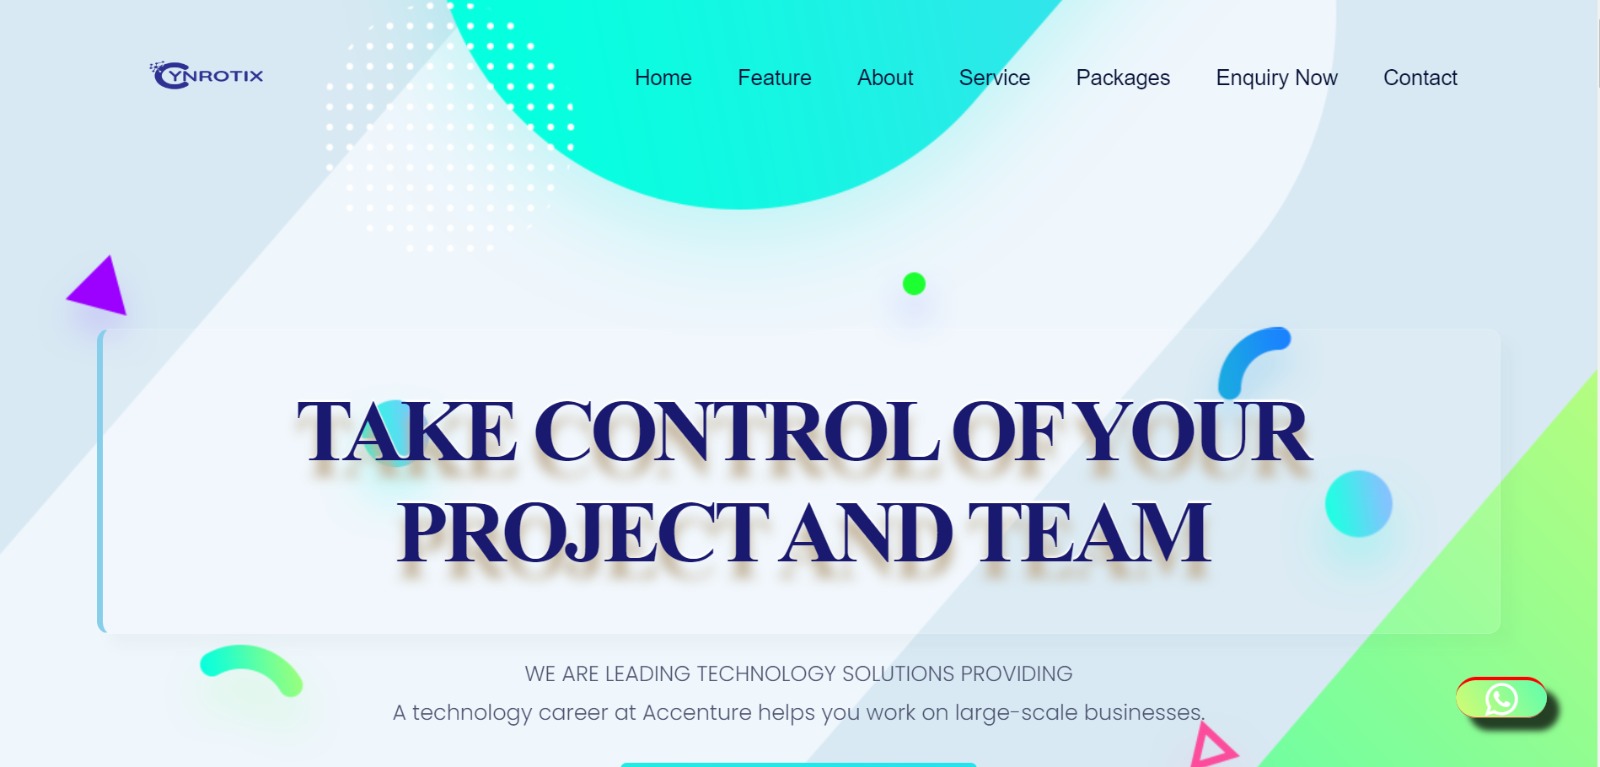 CYNROTIX
Home Feature About Service Packages Enquiry Now Contact
TAKE CONTROL OF YOUR
PROJECT AND TEAM
WE ARE LEADING TECHNOLOGY SOLUTIONS PROVIDING
A technology career at Accenture helps you work on large-scale businesses.